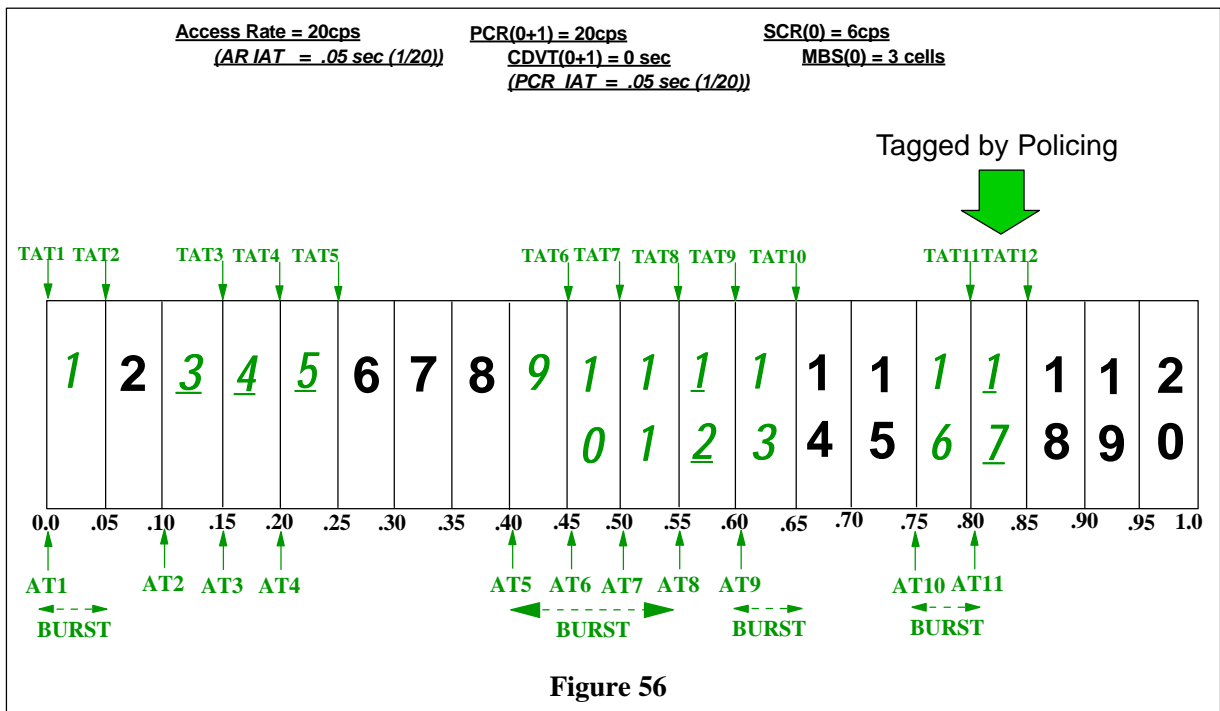 Access Rate = 20cps PCR(0+1) = 20cps SCR(0) = 6cps
(AR IAT = .05 sec (1/20)) CDVT(0+1) = 0 sec MBS(0) = 3 cells
(PCR IAT = .05 sec (1/20))
Tagged by Policing
TAT1 TAT2 TAT3 TAT4 TAT5 TAT6 TAT7 TAT8 TAT9 TAT10 TAT11 TAT12
1 2 3 4 5 6 7 8 9 1 1 1 1 1 1 1 1 1 1 2
0 1 2 3 4 5 6 7 8 9 0
0.0 .05 .10 .15 .20 .25 .30 .35 .40 .45 .50 .55 .60 .65 .70 .75 .80 .85 .90 .95 1.0
AT1 AT2 AT3 AT4 AT5 AT6 AT7 AT8 AT9 AT10 AT11
BURST BURST BURST BURST
Figure 56